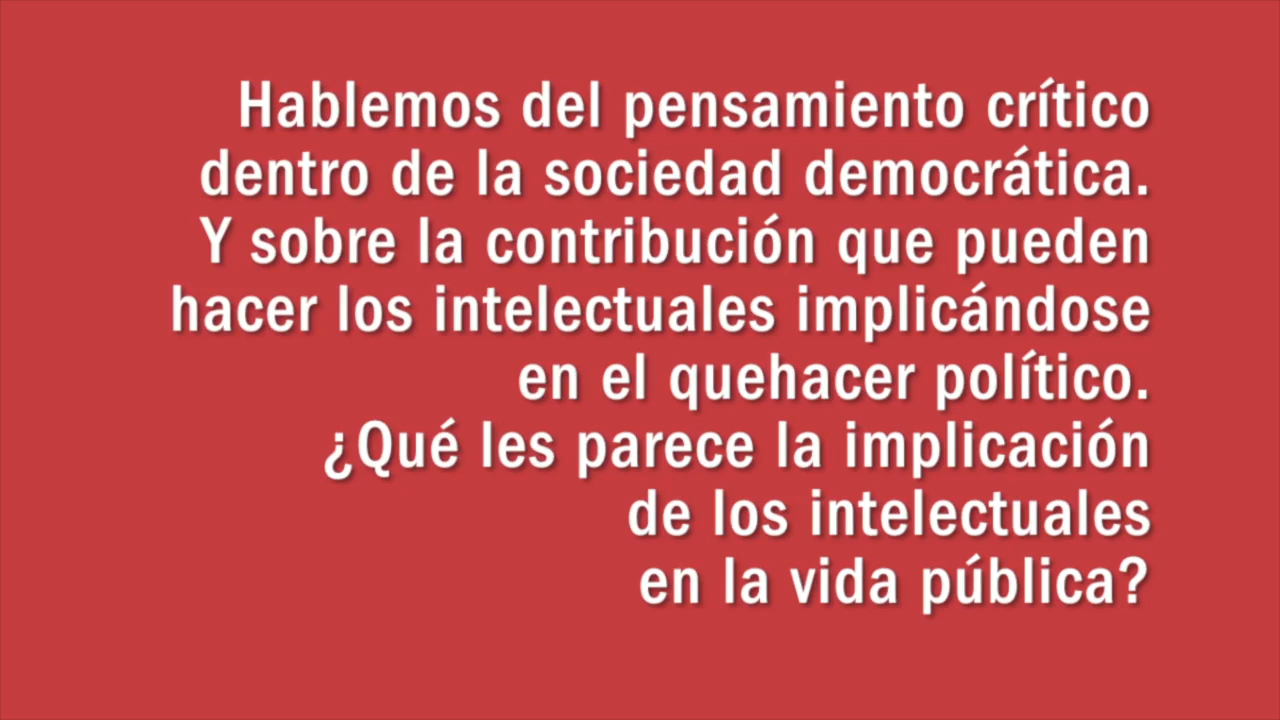 Hablemos del pensamiento crítico
dentro de la sociedad democrática.
Y sobre la contribución que pueden
hacer los intelectuales implicándose
en el quehacer político.
¿Qué les parece la implicación
de los intelectuales
en la vida pública?